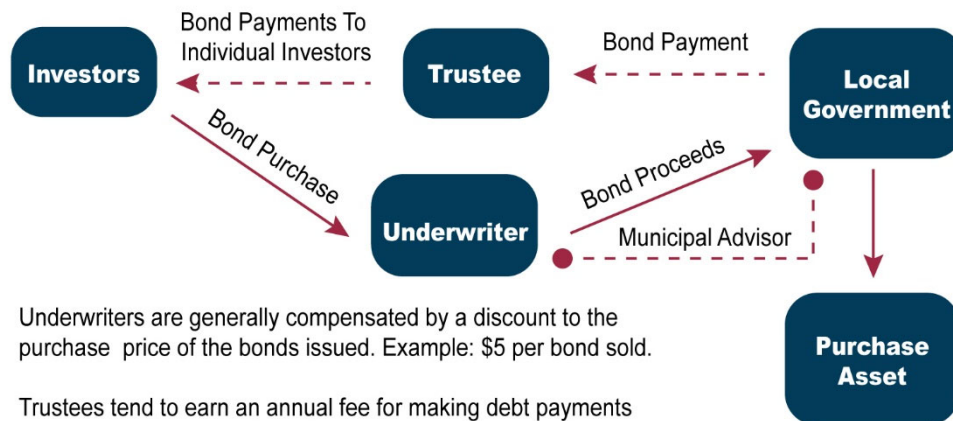 Bond Payments To
Individual Investors
Bond Payment
Investors
Trustee
Local
Government
Bond Purchase
Bond Proceeds
Underwriter
Municipal Advisor
Underwriters are generally compensated by a discount to the
purchase price of the bonds issued. Example: $5 per bond sold.
Purchase
Asset
Trustees tend to earn an annual fee for making debt payments